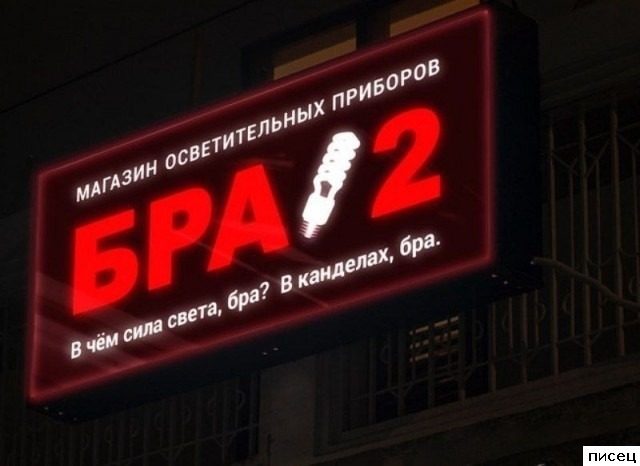 МАГАЗИН ОСВЕТИТЕЛЬНЫХ ПРИБОРОВ
БРА 2
В чём сила света, бра? В канделах, бра.
писец